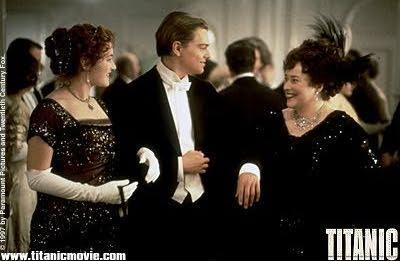 © 1997 by Paramount Pictures and Twentieth Century Fox
TITANIC
www.titanicmovie.com